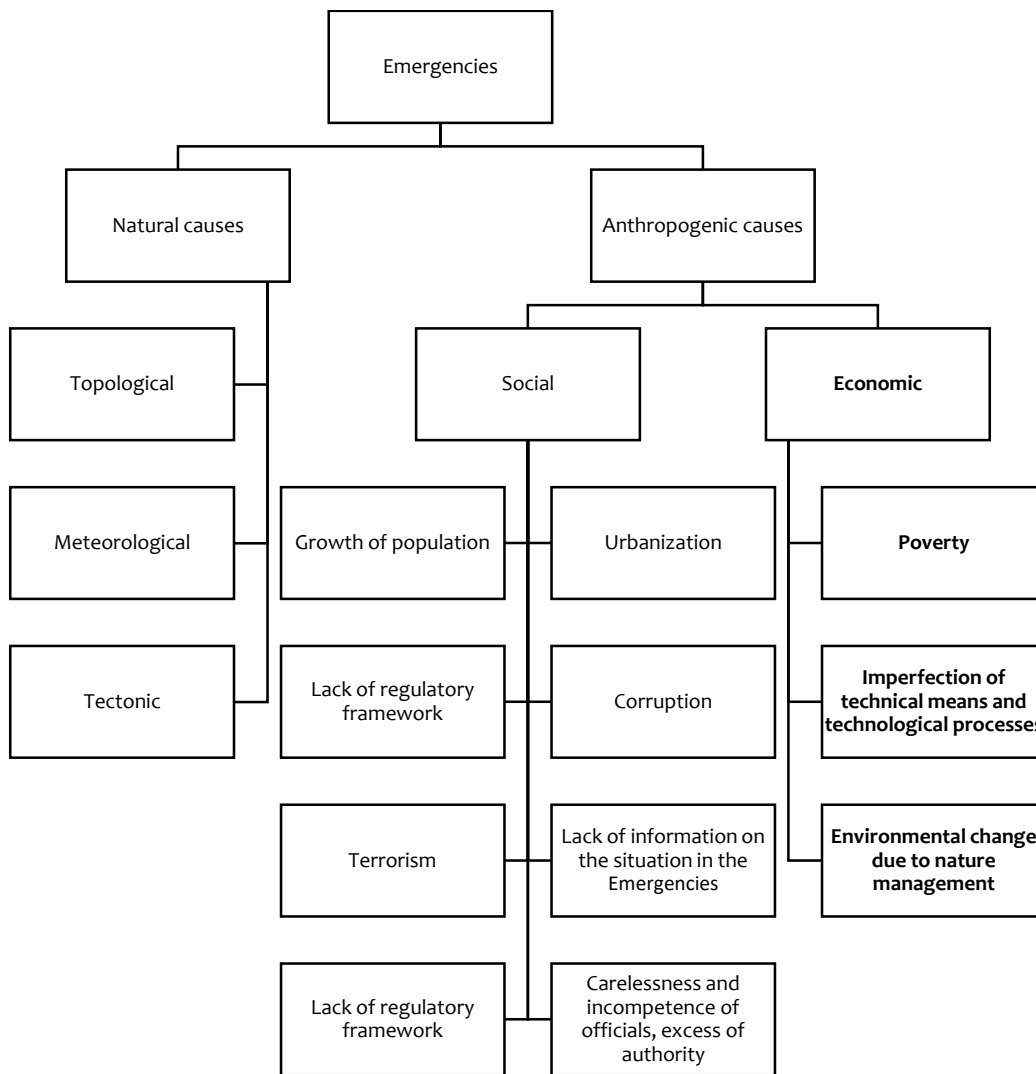 Emergencies
Natural causes
Anthropogenic causes
Topological
Social
Economic
Meteorological
Growth of population
Urbanization
Poverty
Tectonic
Lack of regulatory
framework
Corruption
Imperfection of
technical means and
technological processes
Terrorism
Lack of information on
the situation in the
Emergencies
Environmental change
due to nature
management
Lack of regulatory
framework
Carelessness and
incompetence of
officials, excess of
authority